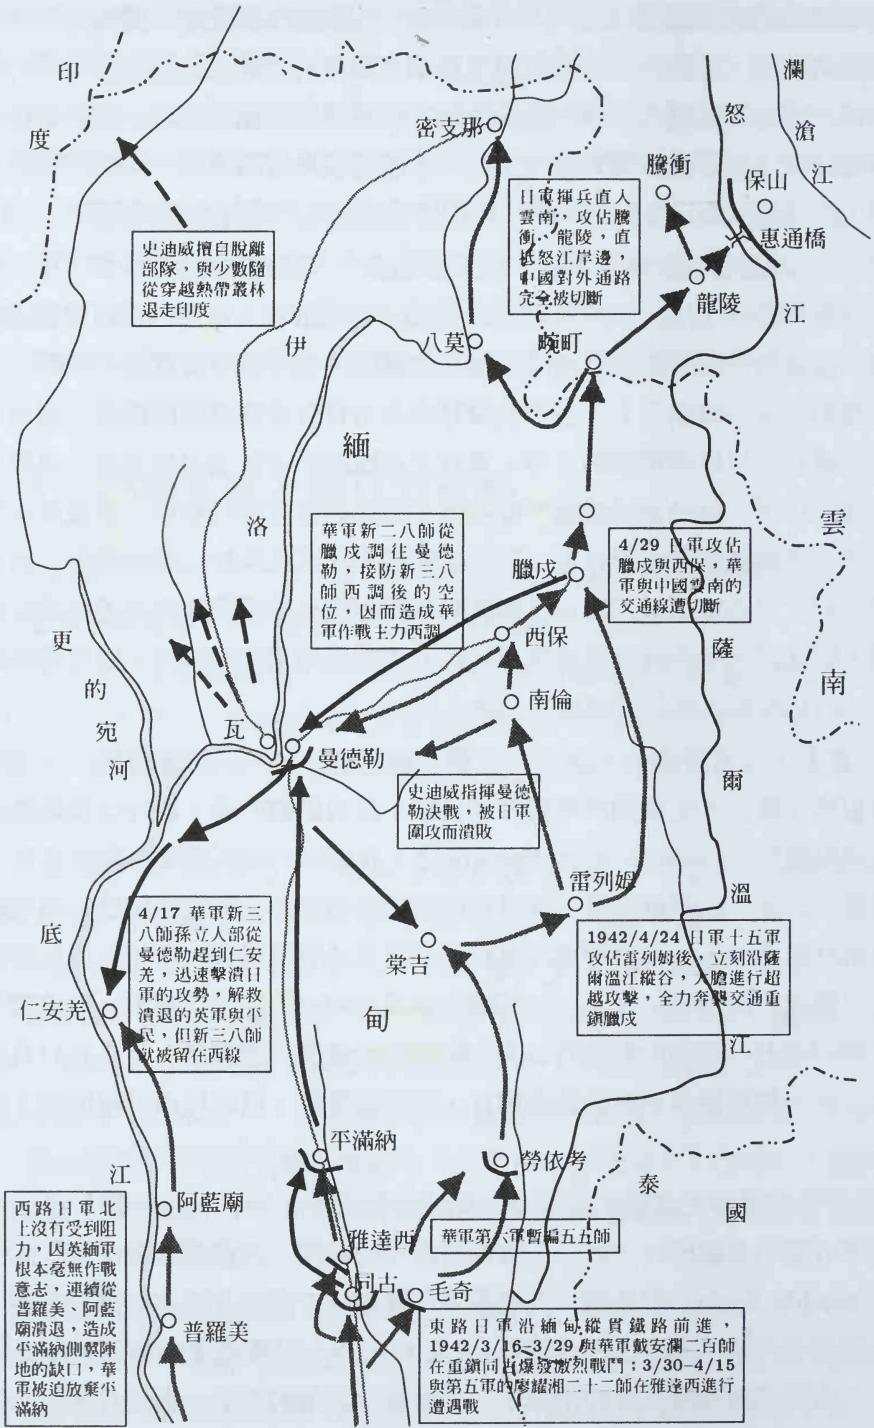 印度
瀾滄江
怒江
密支那
騰衝
保山
惠通橋
龍陵
日軍揮兵直入
雲南，攻佔騰
衝、龍陵，直
抵怒江岸邊，
中國對外通路
完全被切斷
史迪威擅自脫離
部隊，與少數隨
從穿越熱帶叢林
退走印度
八莫
畹町
伊洛瓦底江
緬甸
雲南
華軍新二八師從
臘戍調往曼德
勒，接防新三八
師西調後的空
位，因而造成華
軍作戰主力西調
臘戍
4/29 日軍攻佔
臘戍與西保，華
軍與中國雲南的
交通線遭切斷
西保
南倫
薩爾溫江
更的宛河
曼德勒
史迪威指揮曼德
勒決戰，被日軍
圍攻而潰敗
雷列姆
4/17 華軍新三
八師孫立人部從
曼德勒趕到仁安
羌，迅速擊潰日
軍的攻勢，解救
潰退的英軍與平
民，但新三八師
就被留在西線
棠吉
1942/4/24 日軍十五軍
攻佔雷列姆後，立刻沿薩
爾溫江縱谷，大膽進行超
越攻擊，全力奔襲交通重
鎮臘戍
仁安羌
平滿納
勞依考
泰國
阿藍廟
西路日軍北
上沒有受到阻
力，因英緬軍
根本毫無作戰
意志，連續從
普羅美、阿藍
廟潰退，造成
平滿納側翼陣
地的缺口，華
軍被迫放棄平
滿納
雅達西
華軍第六軍暫編五五師
同古
毛奇
普羅美
東路日軍沿緬甸縱貫鐵路前進，
1942/3/16-3/29 與華軍戴安瀾二百師
在重鎮同古爆發激烈戰鬥；3/30-4/15
與第五軍的廖耀湘二十二師在雅達西進行
遭遇戰